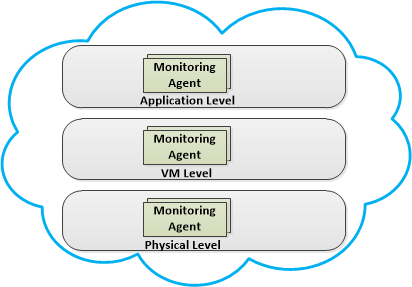 Monitoring
Agent
Application Level
Monitoring
Agent
VM Level
Monitoring
Agent
Physical Level